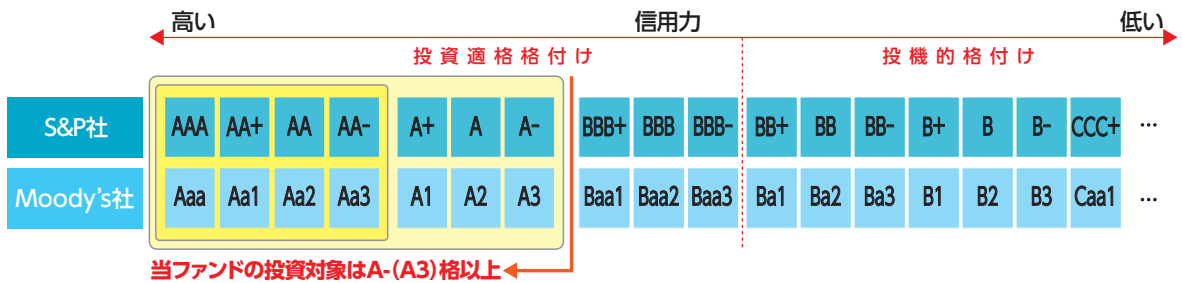 高い 信用力 低い
投資適格格付け 投機的格付け
S&P社 AAA AA+ AA AA- A+ A A- BBB+ BBB BBB- BB+ BB BB- B+ B B- CCC+ …
Moody's社 Aaa Aa1 Aa2 Aa3 A1 A2 A3 Baa1 Baa2 Baa3 Ba1 Ba2 Ba3 B1 B2 B3 Caa1 …
当ファンドの投資対象はA-(A3)格以上